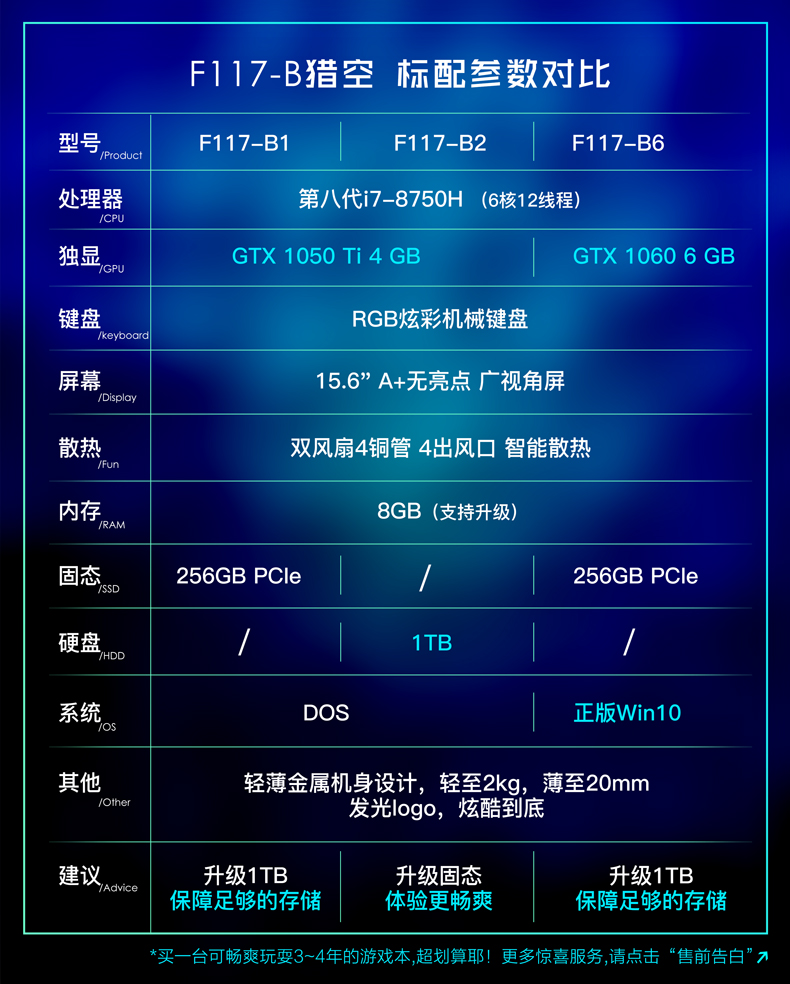 F117-B猎空 标配参数对比
型号/Product F117-B1 F117-B2 F117-B6
处理器/CPU 第八代i7-8750H（6核12线程）
独显/GPU GTX 1050 Ti 4 GB GTX 1060 6 GB
键盘/keyboard RGB炫彩机械键盘
屏幕/Display 15.6” A+无亮点 广视角屏
散热/Fun 双风扇4铜管 4出风口 智能散热
内存/RAM 8GB（支持升级）
固态/SSD 256GB PCIe / 256GB PCIe
硬盘/HDD / 1TB /
系统/OS DOS 正版Win10
其他/Other 轻薄金属机身设计，轻至2kg，薄至20mm
发光logo，炫酷到底
建议/Advice 升级1TB 升级固态 升级1TB
保障足够的存储 体验更畅爽 保障足够的存储
*买一台可畅爽玩耍3~4年的游戏本,超划算耶！更多惊喜服务,请点击“售前告白”↗